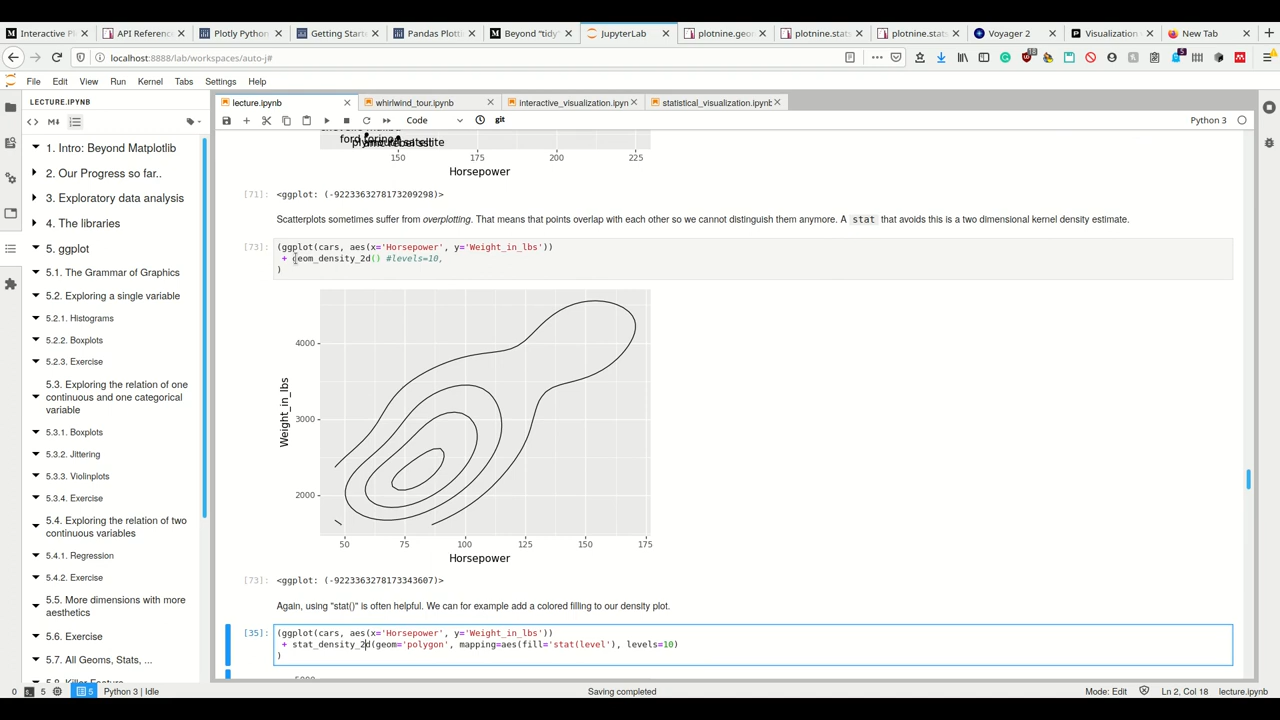 Interactive Pl
API Reference
Plotly Python
Getting Starte
Pandas Plotti
Beyond "tidy"
JupyterLab
plotnine.geo
plotnine.stats
plotnine.stats
Voyager 2
Visualization
New Tab
localhost:8888/lab/workspaces/auto-j#
File Edit View Run Kernel Tabs Settings Help
LECTURE.IPYNB
lecture.ipynb
whirlwind_tour.ipynb
interactive_visualization.ipyn
statistical_visualization.ipynb
Code
git
Python 3
1. Intro: Beyond Matplotlib
2. Our Progress so far..
3. Exploratory data analysis
4. The libraries
5. ggplot
5.1. The Grammar of Graphics
5.2. Exploring a single variable
5.2.1. Histograms
5.2.2. Boxplots
5.2.3. Exercise
5.3. Exploring the relation of one
continuous and one categorical
variable
5.3.1. Boxplots
5.3.2. Jittering
5.3.3. Violinplots
5.3.4. Exercise
5.4. Exploring the relation of two
continuous variables
5.4.1. Regression
5.4.2. Exercise
5.5. More dimensions with more
aesthetics
5.6. Exercise
5.7. All Geoms, Stats, ...
5.8. Killer Feature
150 175 200 225
Horsepower
[71]: <ggplot: (-9223363278173209298)>
Scatterplots sometimes suffer from overplotting. That means that points overlap with each other so we cannot distinguish them anymore. A stat that avoids this is a two dimensional kernel density estimate.
[73]: (ggplot(cars, aes(x='Horsepower', y='Weight_in_lbs'))
+ geom_density_2d() #levels=10,
)
4000
3000
2000
Weight_in_lbs
50 75 100 125 150 175
Horsepower
[73]: <ggplot: (-9223363278173343607)>
Again, using "stat()" is often helpful. We can for example add a colored filling to our density plot.
[35]: (ggplot(cars, aes(x='Horsepower', y='Weight_in_lbs'))
+ stat_density_2d(geom='polygon', mapping=aes(fill='stat(level'), levels=10)
)
0 5 5 Python 3 | Idle
Saving completed
Mode: Edit
Ln 2, Col 18
lecture.ipynb